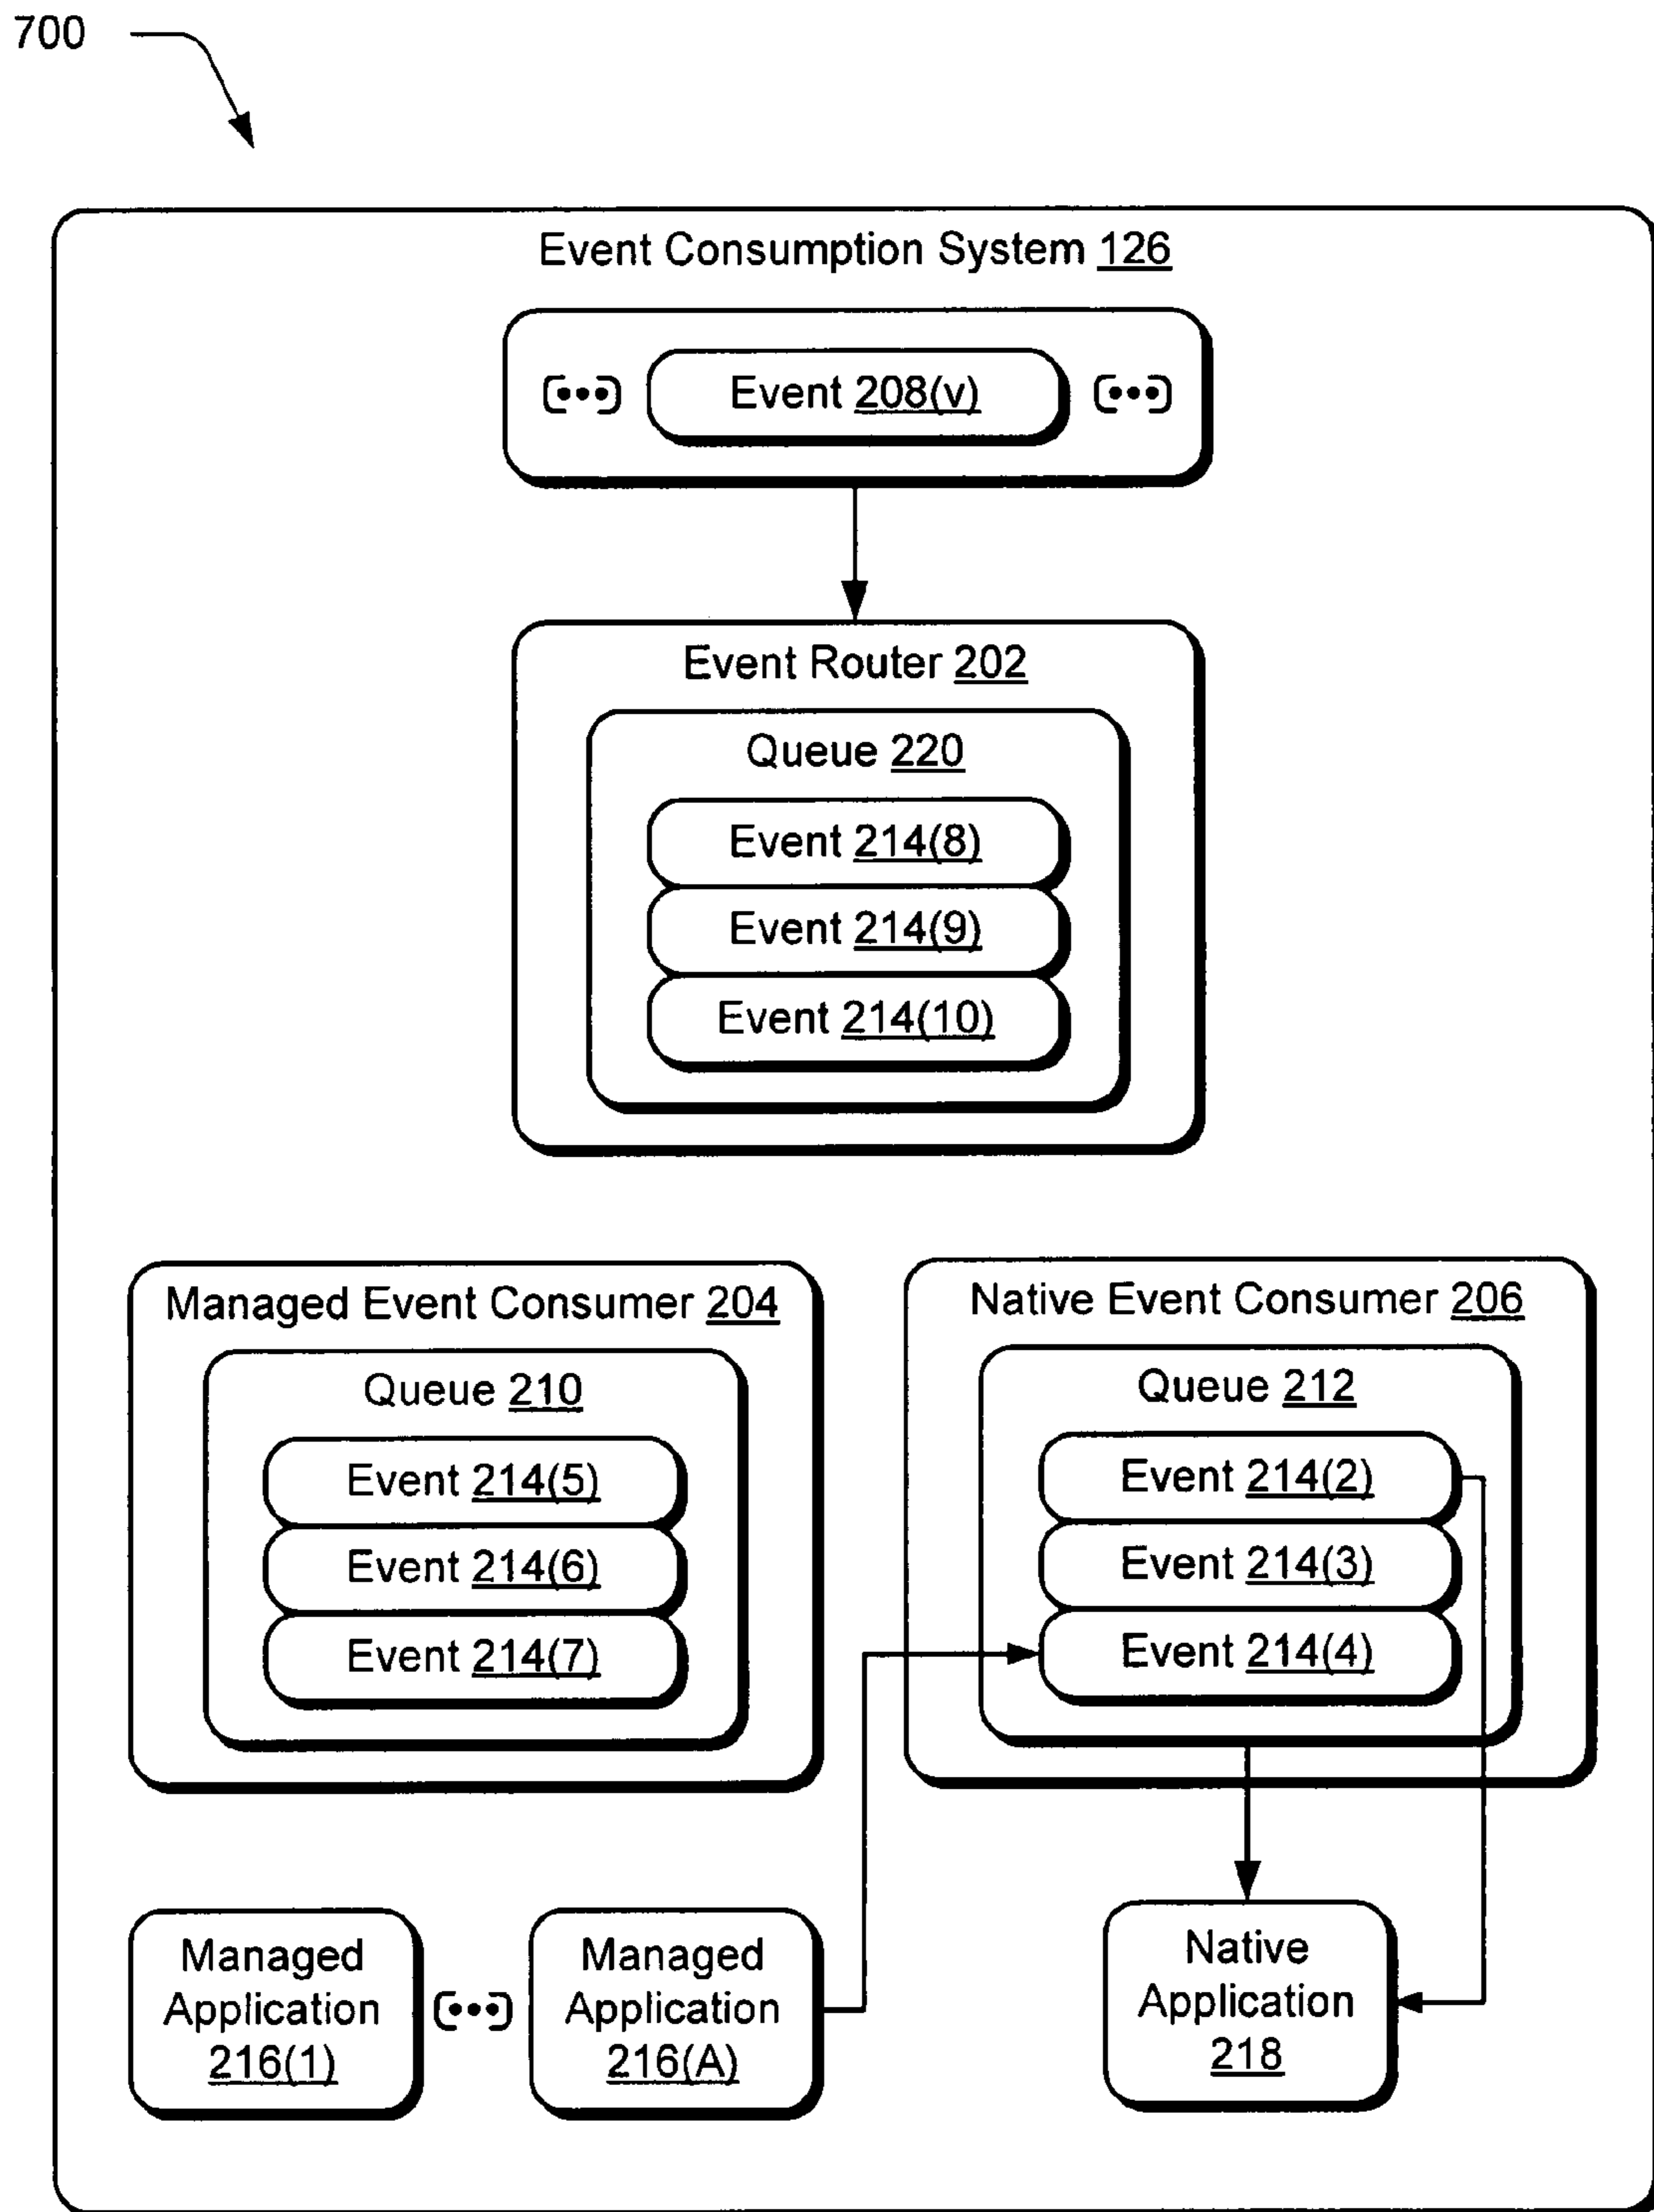 700
Event Consumption System 126
Event 208(v)
Event Router 202
Queue 220
Event 214(8)
Event 214(9)
Event 214(10)
Managed Event Consumer 204
Queue 210
Event 214(5)
Event 214(6)
Event 214(7)
Native Event Consumer 206
Queue 212
Event 214(2)
Event 214(3)
Event 214(4)
Managed
Application
216(1)
Managed
Application
216(A)
Native
Application
218